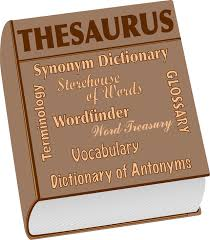 THESAURUS
Synonym Dictionary
Storehouse
of Words
Terminology
GLOSSARY
Wordfinder
Word Treasury
Vocabulary
Dictionary of Antonyms